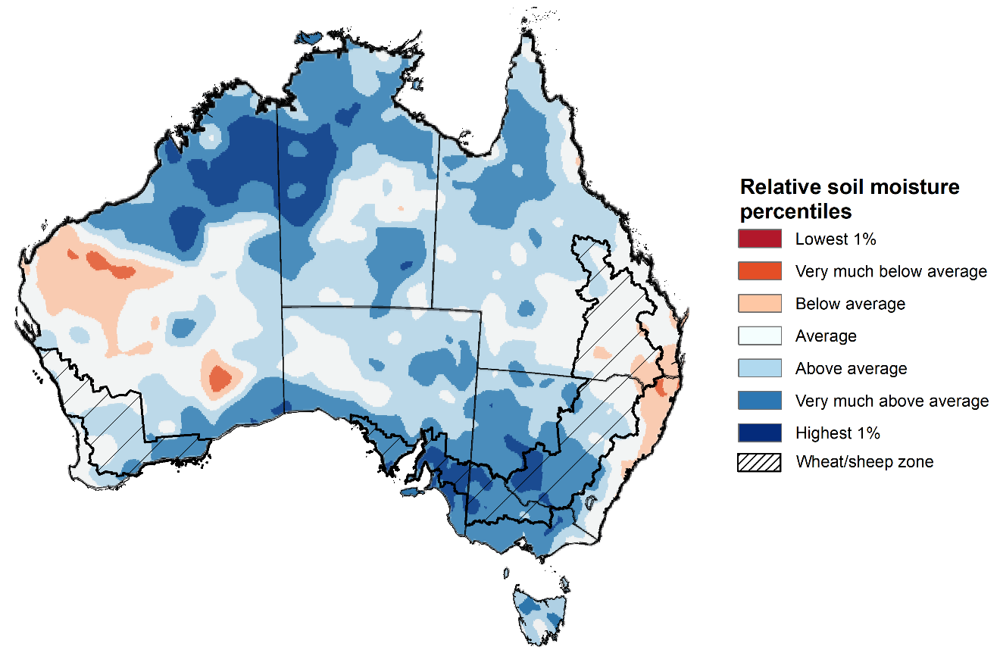 Relative soil moisture
percentiles
Lowest 1%
Very much below average
Below average
Average
Above average
Very much above average
Highest 1%
Wheat/sheep zone